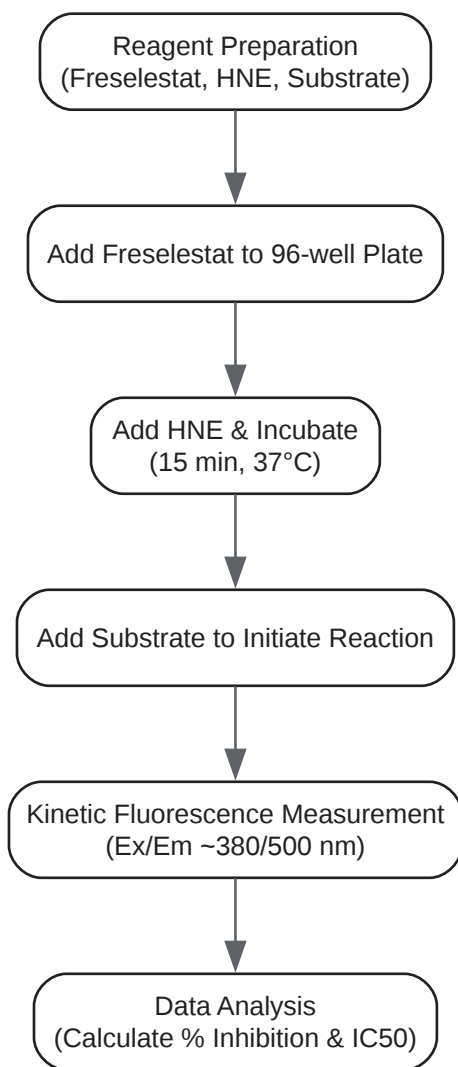 Reagent Preparation
(Freselestat, HNE, Substrate)
Add Freselestat to 96-well Plate
Add HNE & Incubate
(15 min, 37°C)
Add Substrate to Initiate Reaction
Kinetic Fluorescence Measurement
(Ex/Em ~380/500 nm)
Data Analysis
(Calculate % Inhibition & IC50)